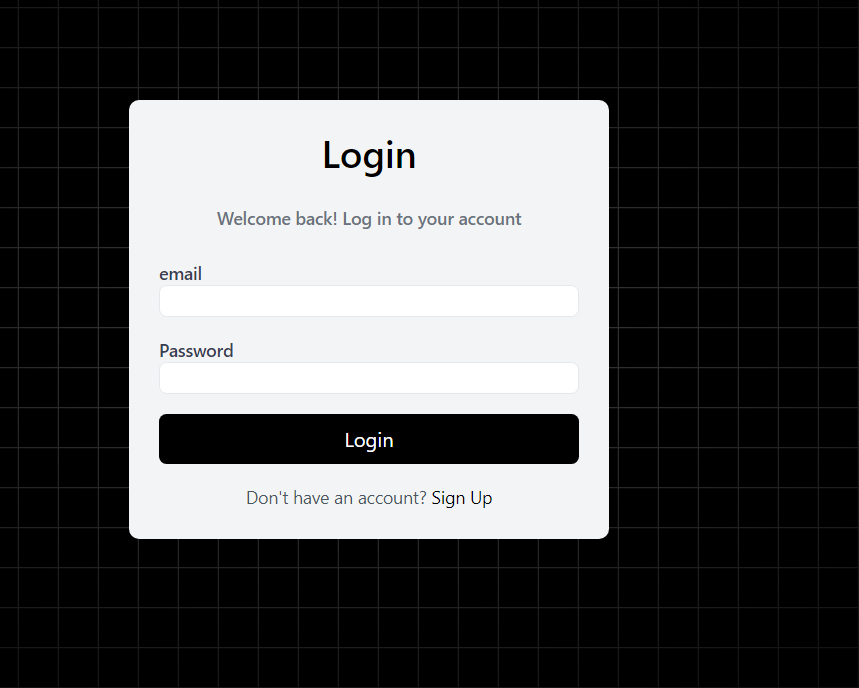 Login
Welcome back! Log in to your account
email
Password
Login
Don't have an account? Sign Up